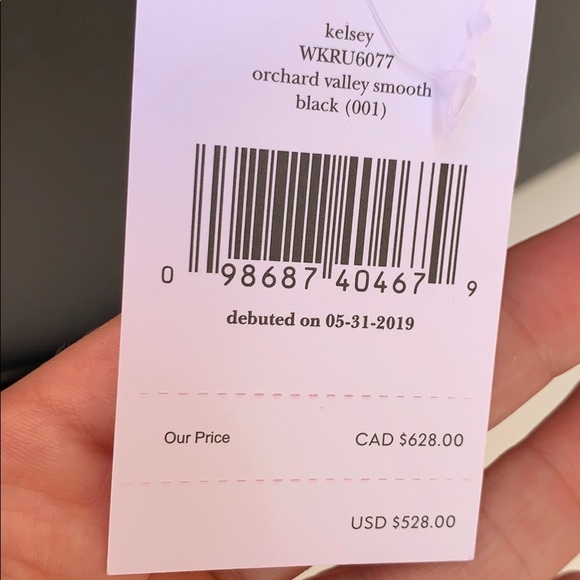 kelsey
WKRU6077
orchard valley smooth
black (001)
0 98687 40467 9
debuted on 05-31-2019
Our Price CAD $628.00
USD $528.00